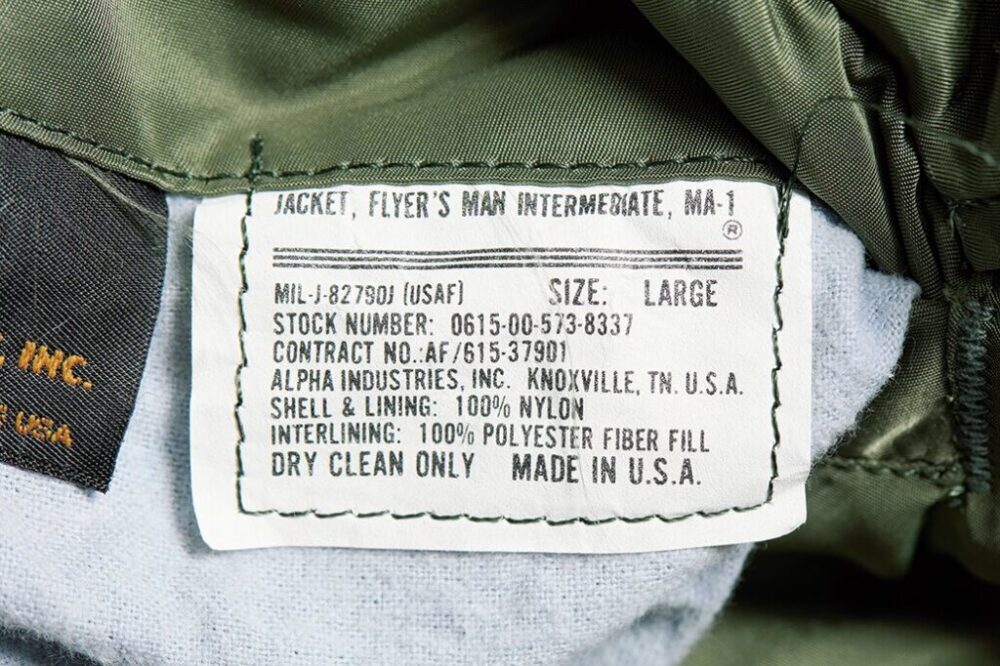 JACKET, FLYER'S MAN INTERMEDIATE, MA-1
®
MIL-J-82790J (USAF) SIZE: LARGE
STOCK NUMBER: 0615-00-573-8337
CONTRACT NO.:AF/615-37901
ALPHA INDUSTRIES, INC. KNOXVILLE, TN. U.S.A.
SHELL & LINING: 100% NYLON
INTERLINING: 100% POLYESTER FIBER FILL
DRY CLEAN ONLY MADE IN U.S.A.
INC.
USA